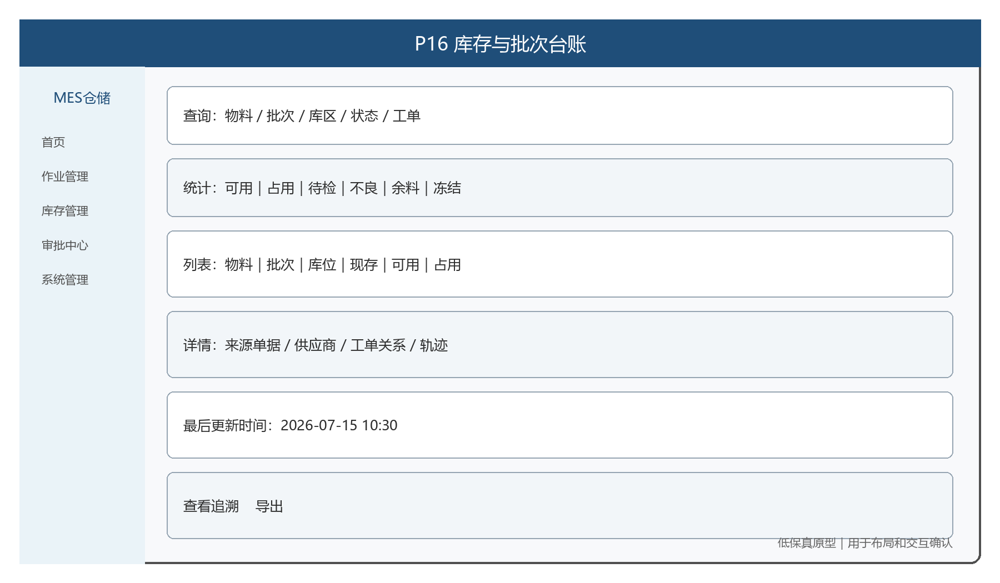 P16 库存与批次台账
MES仓储
首页
作业管理
库存管理
审批中心
系统管理
查询：物料 / 批次 / 库区 / 状态 / 工单
统计：可用 | 占用 | 待检 | 不良 | 余料 | 冻结
列表：物料 | 批次 | 库位 | 现存 | 可用 | 占用
详情：来源单据 / 供应商 / 工单关系 / 轨迹
最后更新时间：2026-07-15 10:30
查看追溯 导出
低保真原型 | 用于布局和交互确认